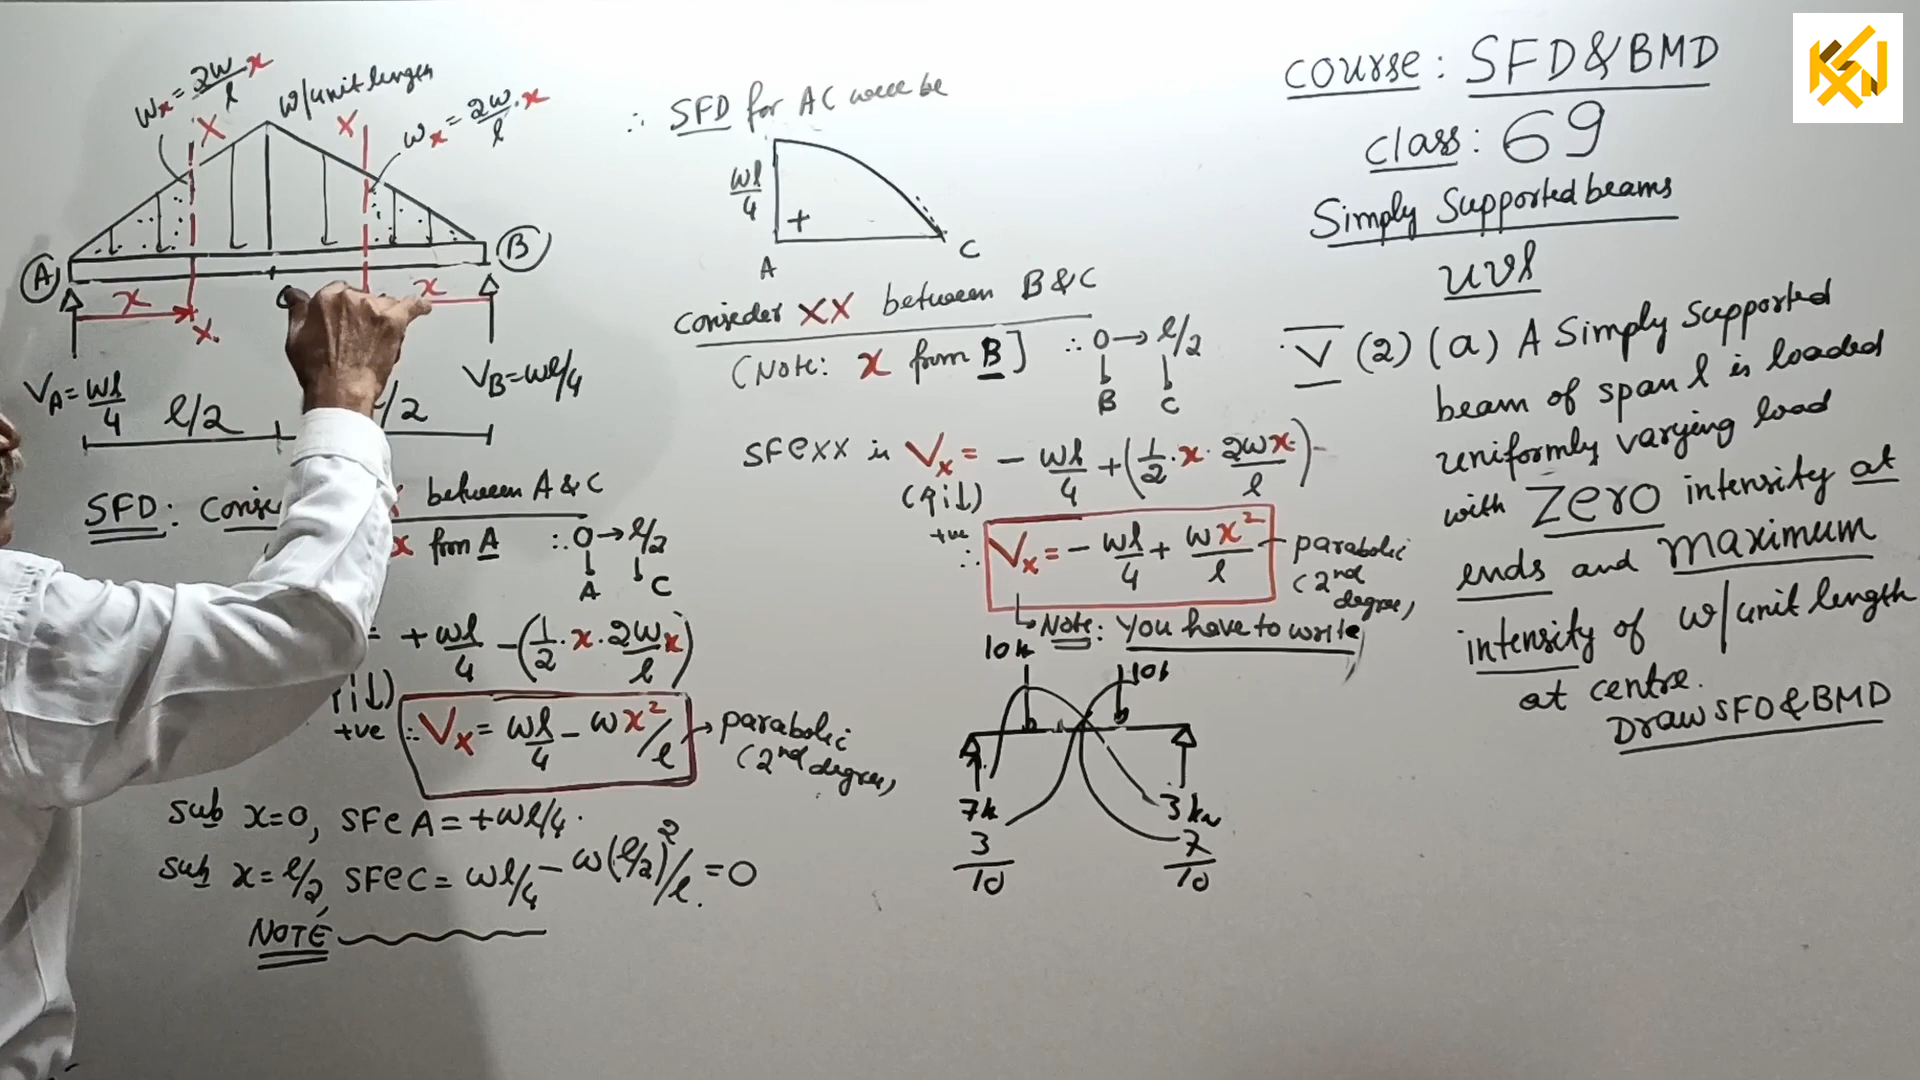 wx = 2w/l x
w/unit length
X
X
wx = 2w/l . x
A
B
x
x
X.
VA = wl/4
l/2
/2
VB = wl/4
SFD: Conside
between A & C
x from A
∴ 0 → l/2
A
C
= + wl/4 - (1/2 . x . 2wx/l)
+ve
∴ Vx = wl/4 - wx²/l
parabolic
(2nd degree)
Sub x=0, SF@A = +wl/4.
Sub x = l/2, SF@C = wl/4 - w(l/2)²/l = 0
NOTE
∴ SFD for AC will be
wl/4
+
A
C
Consider XX between B & C
(Note: x from B]
∴ 0 → l/2
B
C
SF@XX is Vx = - wl/4 + (1/2 . x . 2wx/l)
+ve
∴ Vx = - wl/4 + wx²/l
parabolic
(2nd degree)
Note: You have to write
10k
10k
7k
3kN
3/10
7/10
Course: SFD & BMD
Class: 69
Simply Supported beams
UVL
V (2) (a) A Simply Supported
beam of span l is loaded
uniformly varying load
with Zero intensity at
ends and Maximum
intensity of w/unit length
at centre.
Draw SFD & BMD